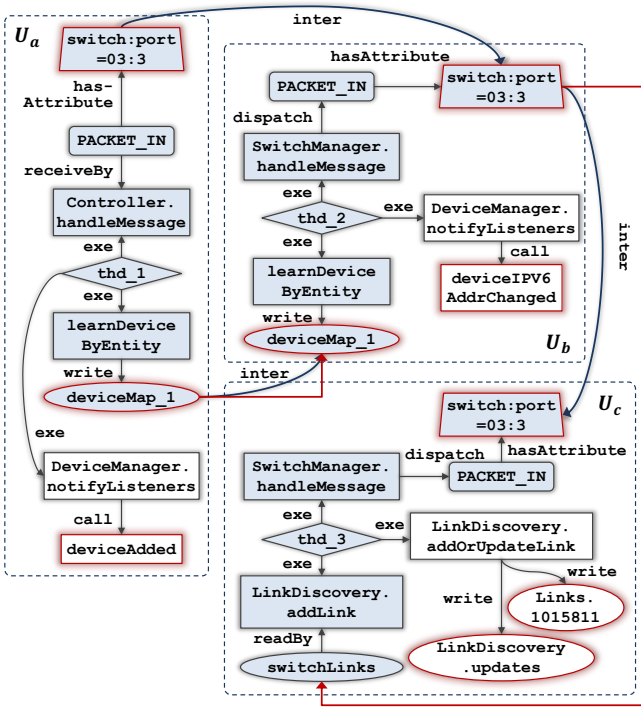 inter
U_a
switch:port
=03:3
has-
Attribute
PACKET_IN
receiveBy
Controller.
handleMessage
exe
thd_1
exe
learnDevice
ByEntity
write
deviceMap_1
inter
exe
DeviceManager.
notifyListeners
call
deviceAdded
U_b
hasAttribute
PACKET_IN
switch:port
=03:3
dispatch
SwitchManager.
handleMessage
exe
thd_2
exe
exe
DeviceManager.
notifyListeners
call
deviceIPV6
AddrChanged
learnDevice
ByEntity
write
deviceMap_1
inter
U_c
switch:port
=03:3
hasAttribute
dispatch
PACKET_IN
SwitchManager.
handleMessage
exe
thd_3
exe
exe
LinkDiscovery.
addOrUpdateLink
write
write
Links.
1015811
LinkDiscovery
.updates
LinkDiscovery.
addLink
readBy
switchLinks